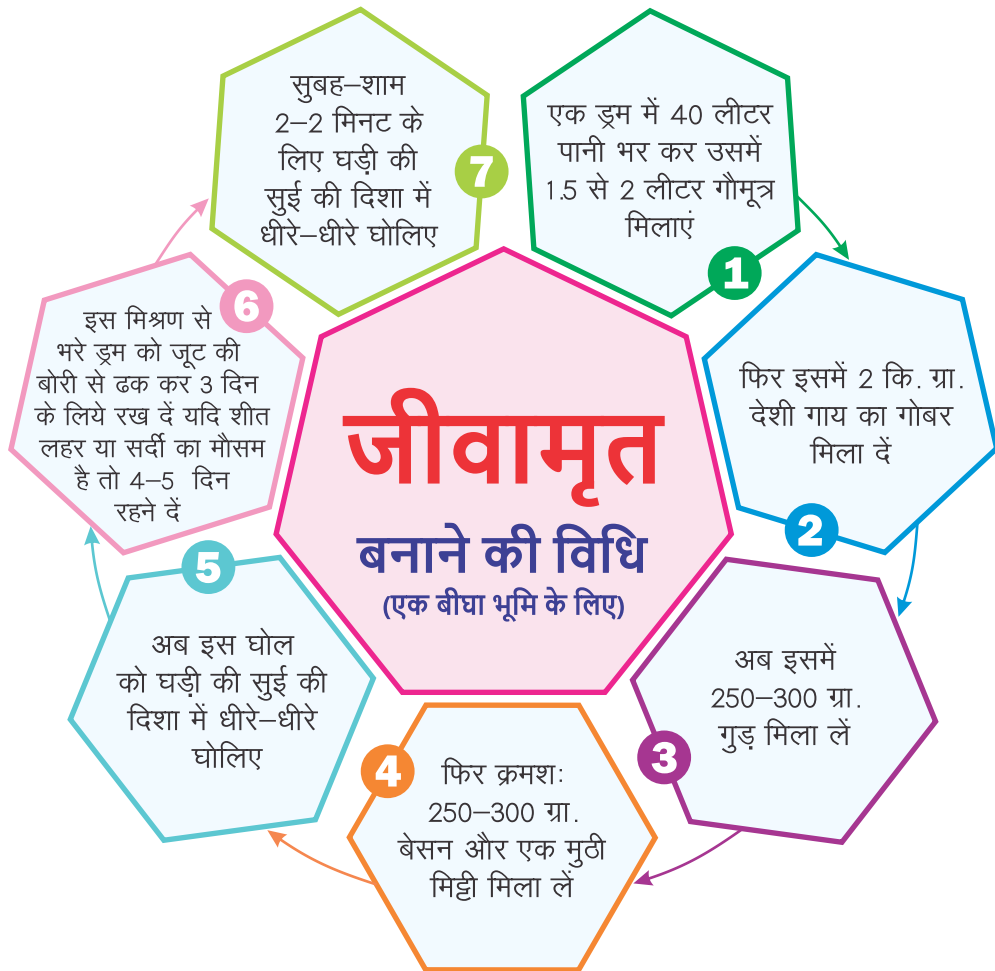 जीवामृत
बनाने की विधि
(एक बीघा भूमि के लिए)
एक ड्रम में 40 लीटर
पानी भर कर उसमें
1.5 से 2 लीटर गौमूत्र
मिलाएं
1
फिर इसमें 2 कि. ग्रा.
देशी गाय का गोबर
मिला दें
2
अब इसमें
250–300 ग्रा.
गुड़ मिला लें
3
4
फिर क्रमशः
250–300 ग्रा.
बेसन और एक मुठी
मिट्टी मिला लें
5
अब इस घोल
को घड़ी की सुई की
दिशा में धीरे–धीरे
घोलिए
6
इस मिश्रण से
भरे ड्रम को जूट की
बोरी से ढक कर 3 दिन
के लिये रख दें यदि शीत
लहर या सर्दी का मौसम
है तो 4–5 दिन
रहने दें
7
सुबह–शाम
2–2 मिनट के
लिए घड़ी की
सुई की दिशा में
धीरे–धीरे घोलिए